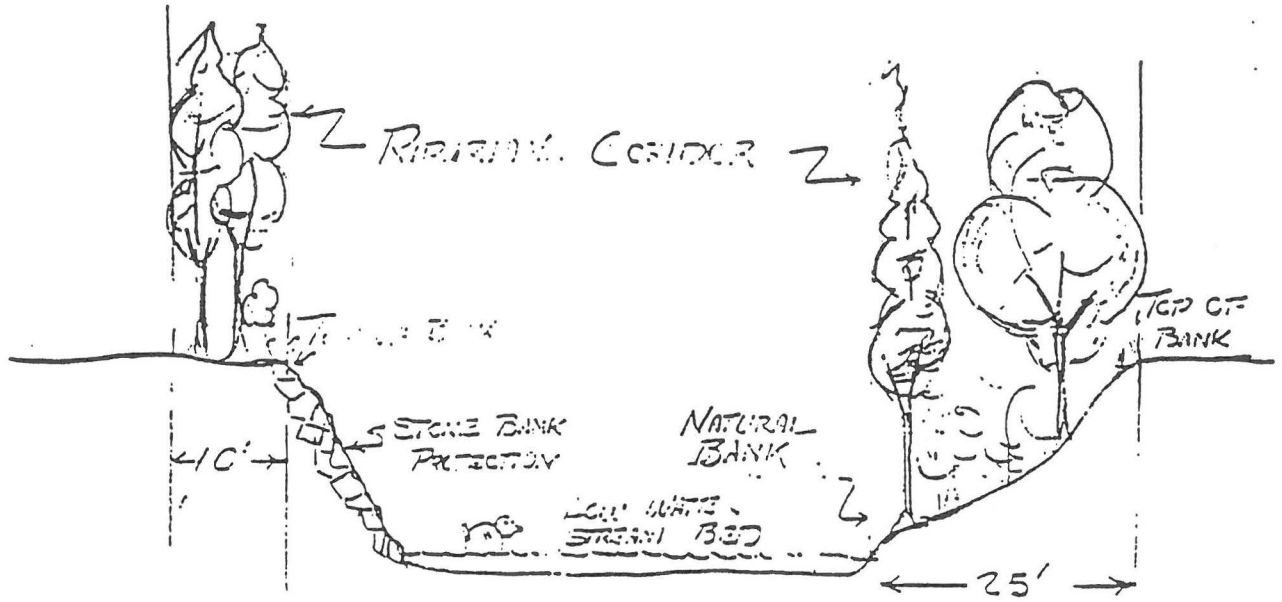 RIPARIAN CORIDOR
TOP OF
BANK
STONE BANK
PROTECTION
NATURAL
BANK
10'
LOW WATER
STREAM BED
25'